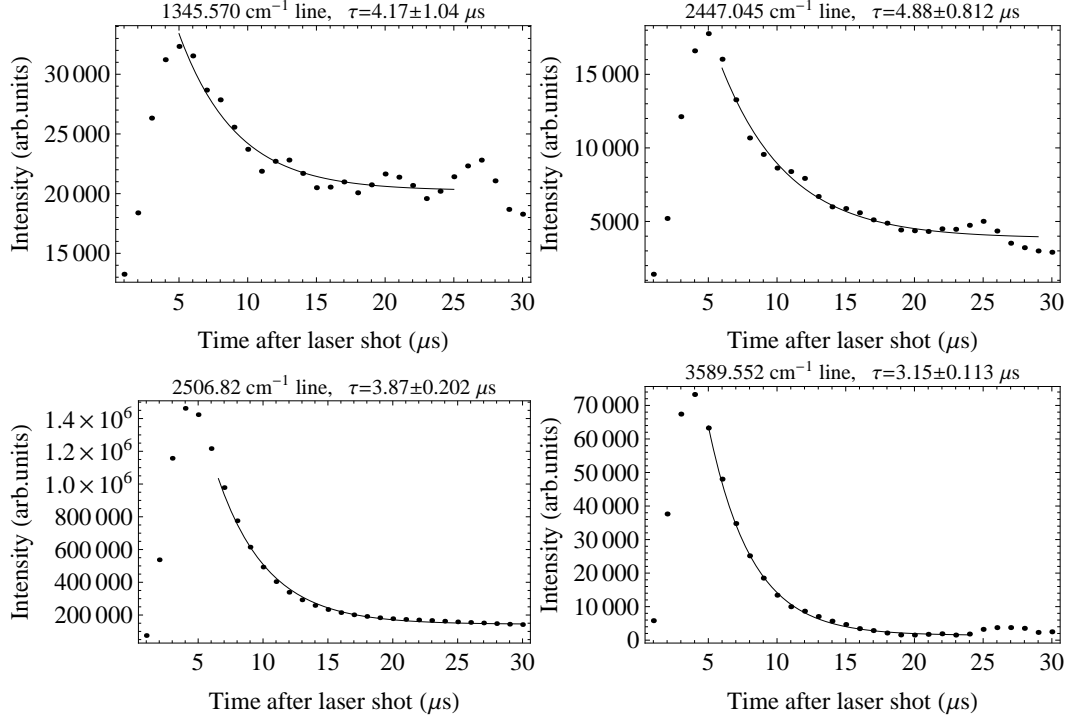 1345.570 cm⁻¹ line, τ=4.17±1.04 μs
Intensity (arb.units)
30 000
25 000
20 000
15 000
5 10 15 20 25 30
Time after laser shot (μs)
2447.045 cm⁻¹ line, τ=4.88±0.812 μs
Intensity (arb.units)
15 000
10 000
5000
5 10 15 20 25 30
Time after laser shot (μs)
2506.82 cm⁻¹ line, τ=3.87±0.202 μs
Intensity (arb.units)
1.4×10⁶
1.2×10⁶
1.0×10⁶
800 000
600 000
400 000
200 000
5 10 15 20 25 30
Time after laser shot (μs)
3589.552 cm⁻¹ line, τ=3.15±0.113 μs
Intensity (arb.units)
70 000
60 000
50 000
40 000
30 000
20 000
10 000
0
5 10 15 20 25 30
Time after laser shot (μs)